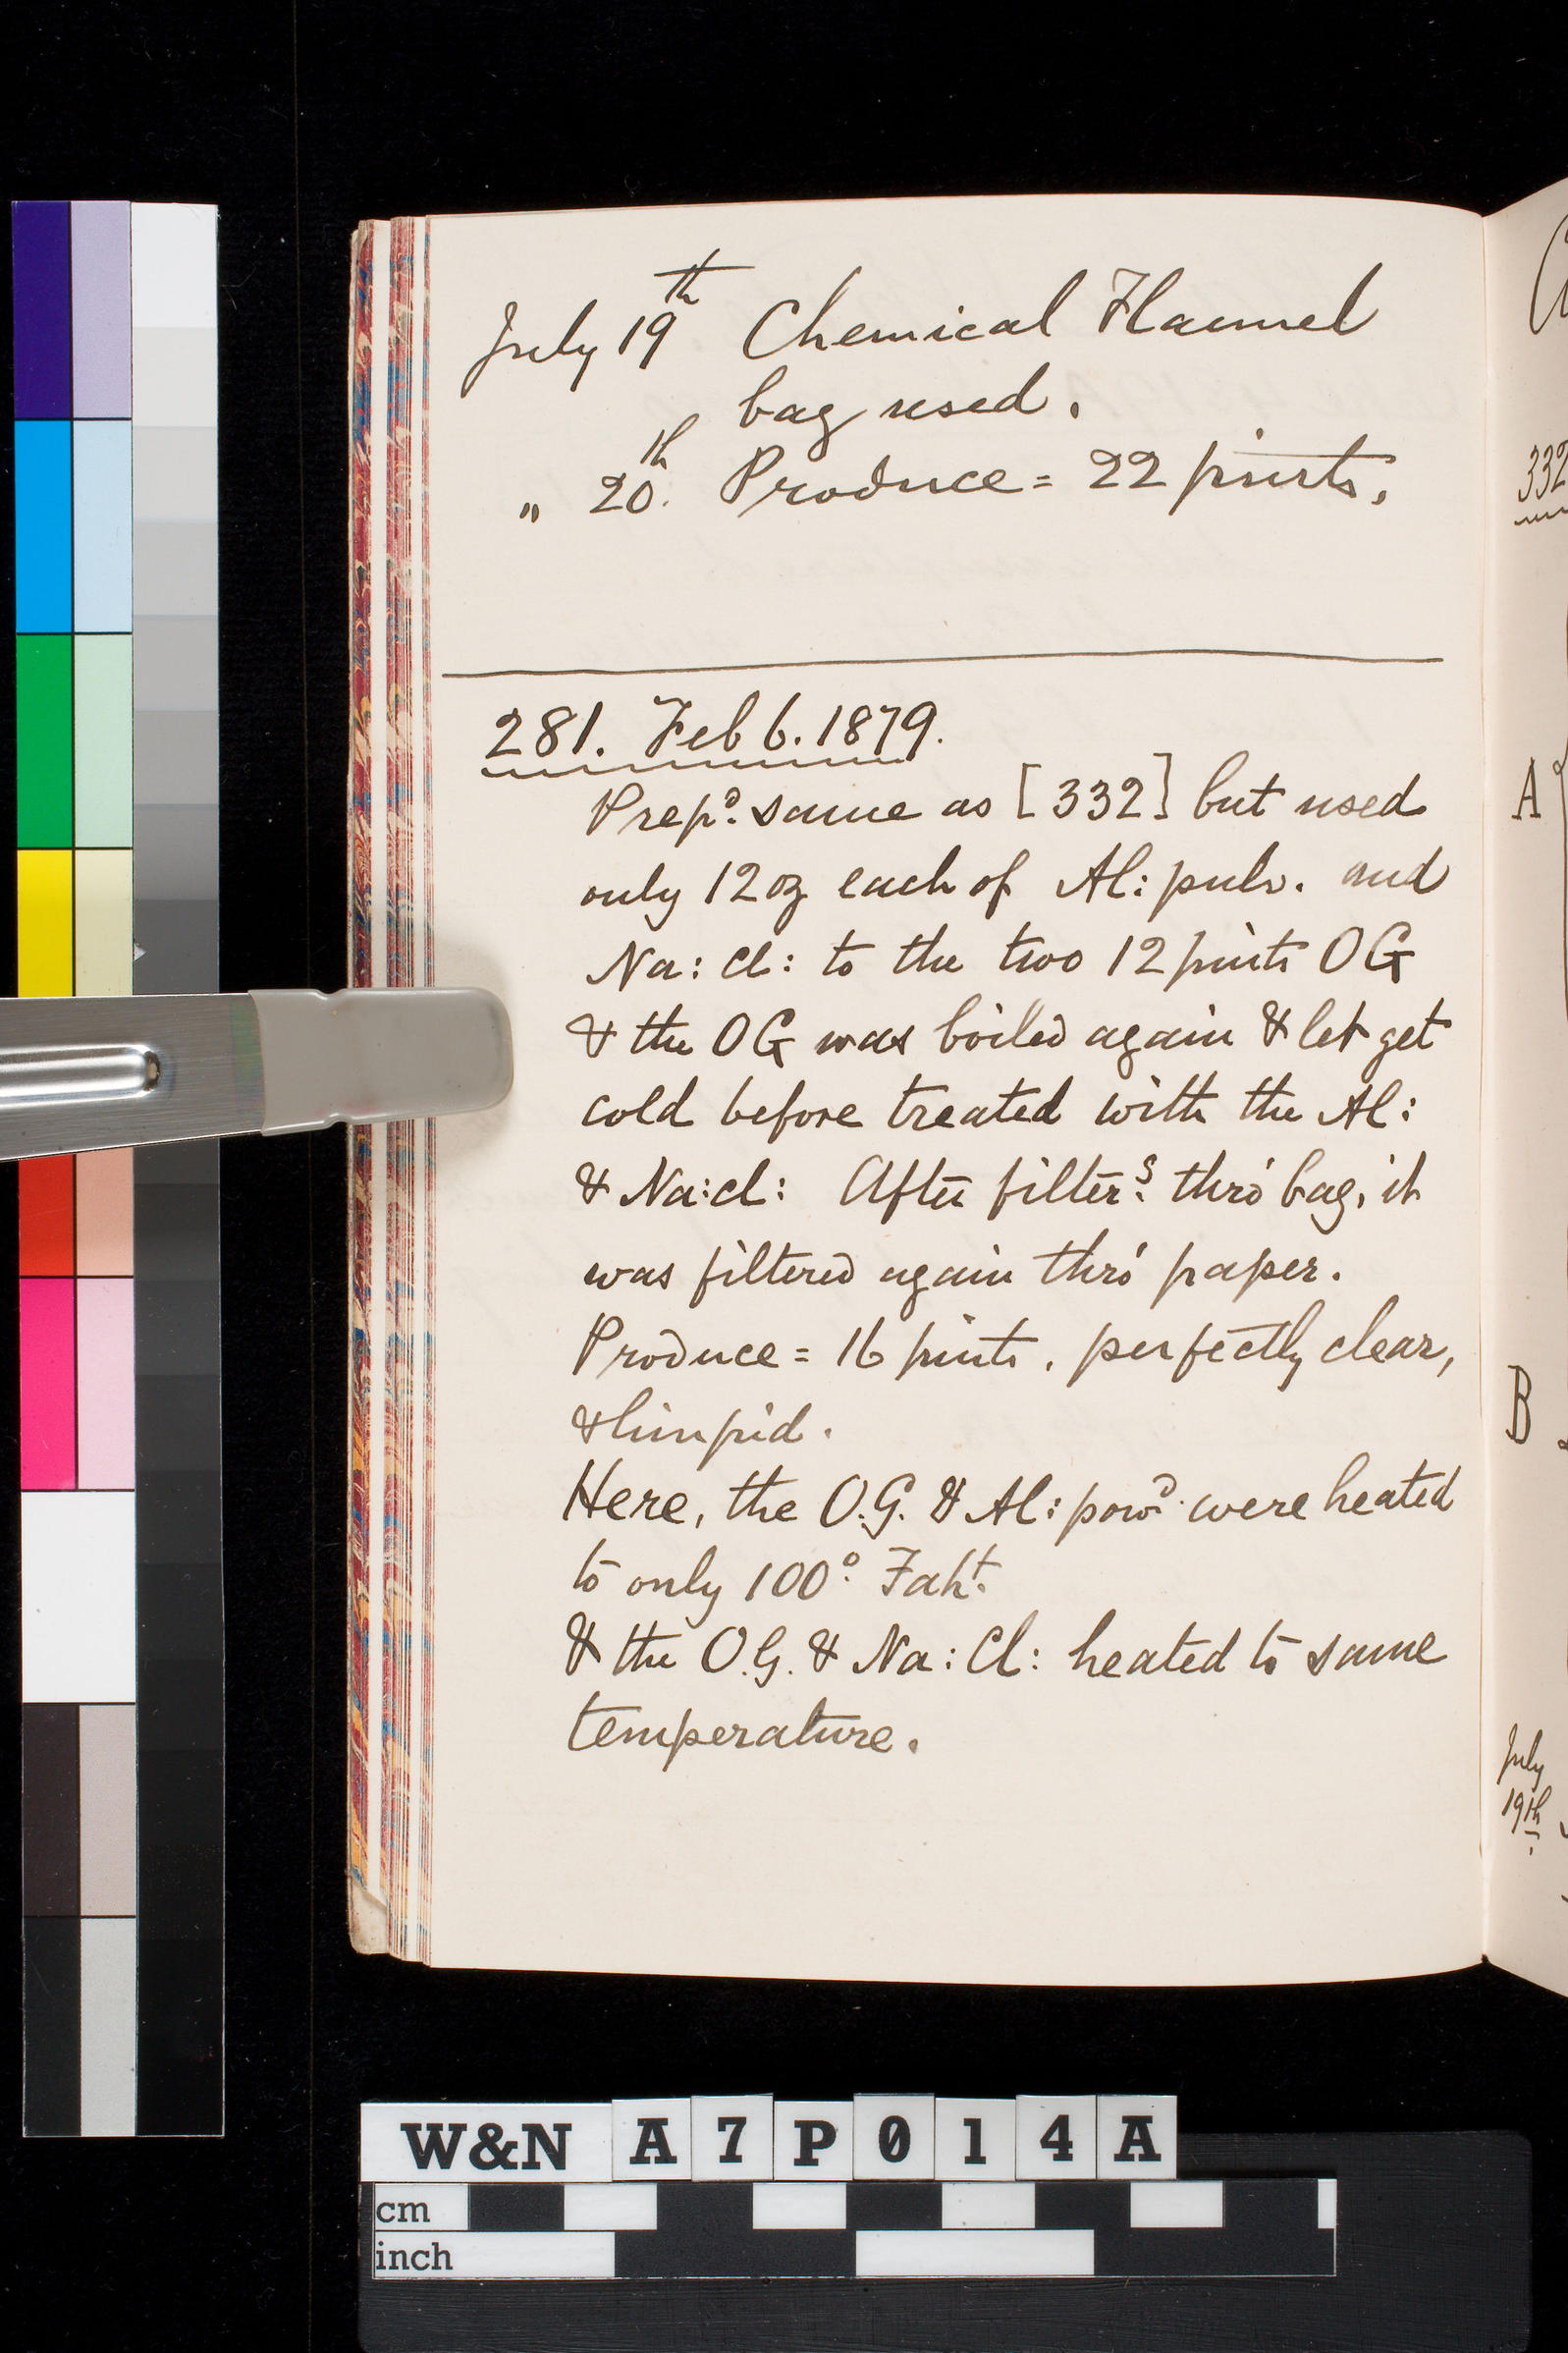 July 19th Chemical Flannel
bag used.
" 20th. Produce = 22 pints.
281. Feb 6. 1879.
Prepd. same as [332] but used
only 12 oz each of Al: pulv. and
Na: Cl: to the two 12 pints OG
& the OG was boiled again & let get
cold before treated with the Al:
& Na:cl: After filterg. thro' bag, it
was filtered again thro' paper.
Produce = 16 pints, perfectly clear,
& limpid.
Here, the O.G. & Al: powd. were heated
to only 100°. Faht.
& the O.G. & Na: Cl: heated to same
temperature.
332
A
B
July
19th
W&N A7P014A
cm
inch